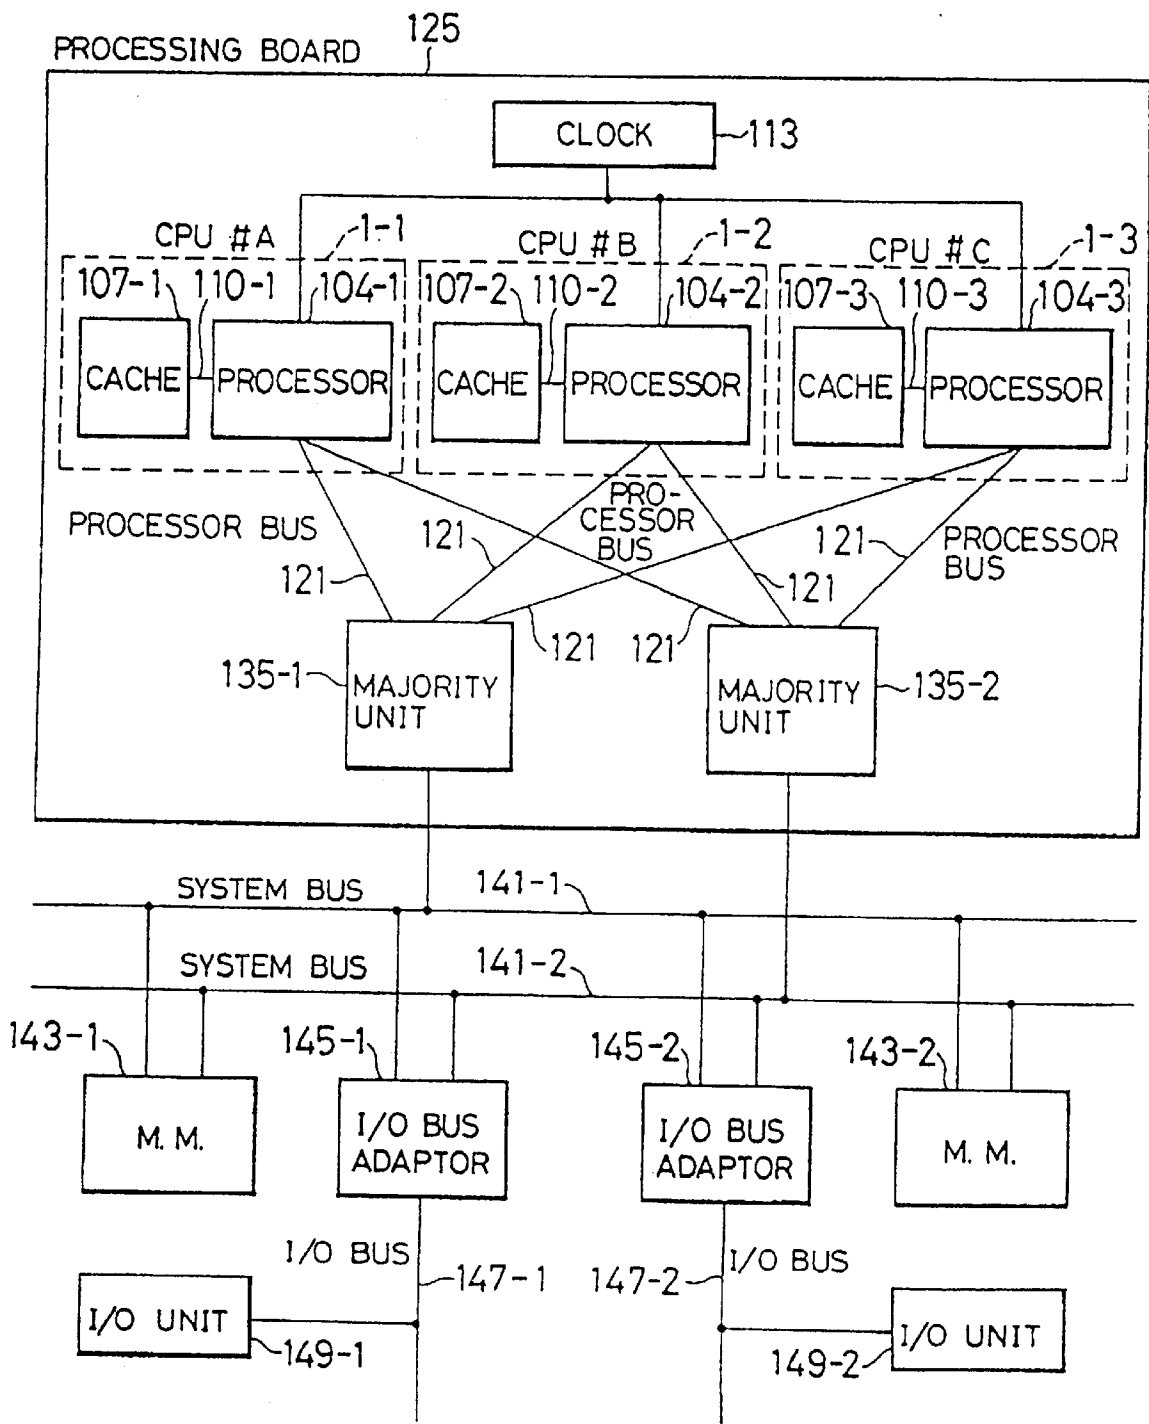 125
PROCESSING BOARD
CLOCK
113
CPU #A
1-1
CPU #B
1-2
CPU #C
1-3
107-1
110-1
104-1
107-2
110-2
104-2
107-3
110-3
104-3
CACHE
PROCESSOR
CACHE
PROCESSOR
CACHE
PROCESSOR
PROCESSOR BUS
121
121
PRO-
CESSOR
BUS
121
121
121
121
PROCESSOR
BUS
135-1
MAJORITY
UNIT
MAJORITY
UNIT
135-2
SYSTEM BUS
141-1
SYSTEM BUS
141-2
143-1
145-1
145-2
143-2
M. M.
I/O BUS
ADAPTOR
I/O BUS
ADAPTOR
M. M.
I/O BUS
147-1
147-2
I/O BUS
I/O UNIT
149-1
149-2
I/O UNIT